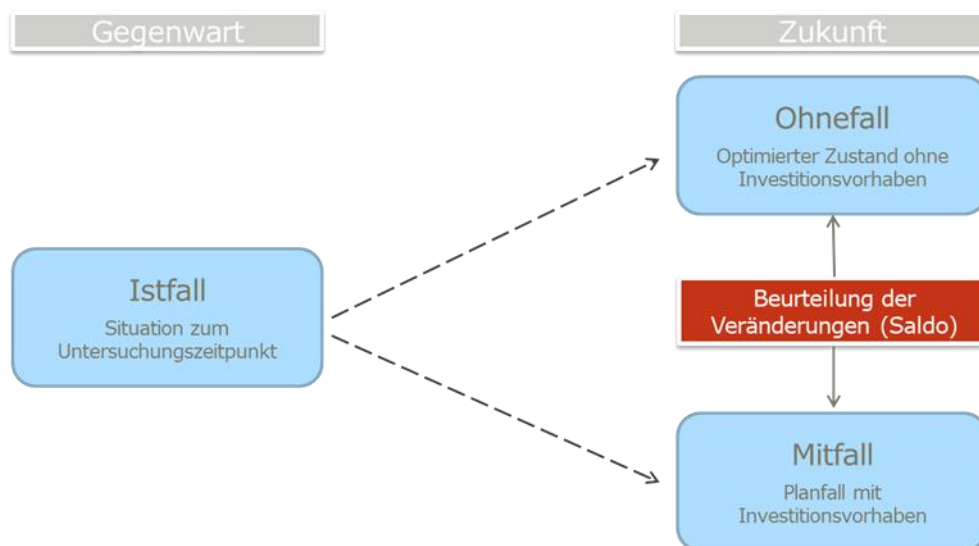 Gegenwart
Zukunft
Ohnefall
Optimierter Zustand ohne
Investitionsvorhaben
Istfall
Situation zum
Untersuchungszeitpunkt
Beurteilung der
Veränderungen (Saldo)
Mitfall
Planfall mit
Investitionsvorhaben